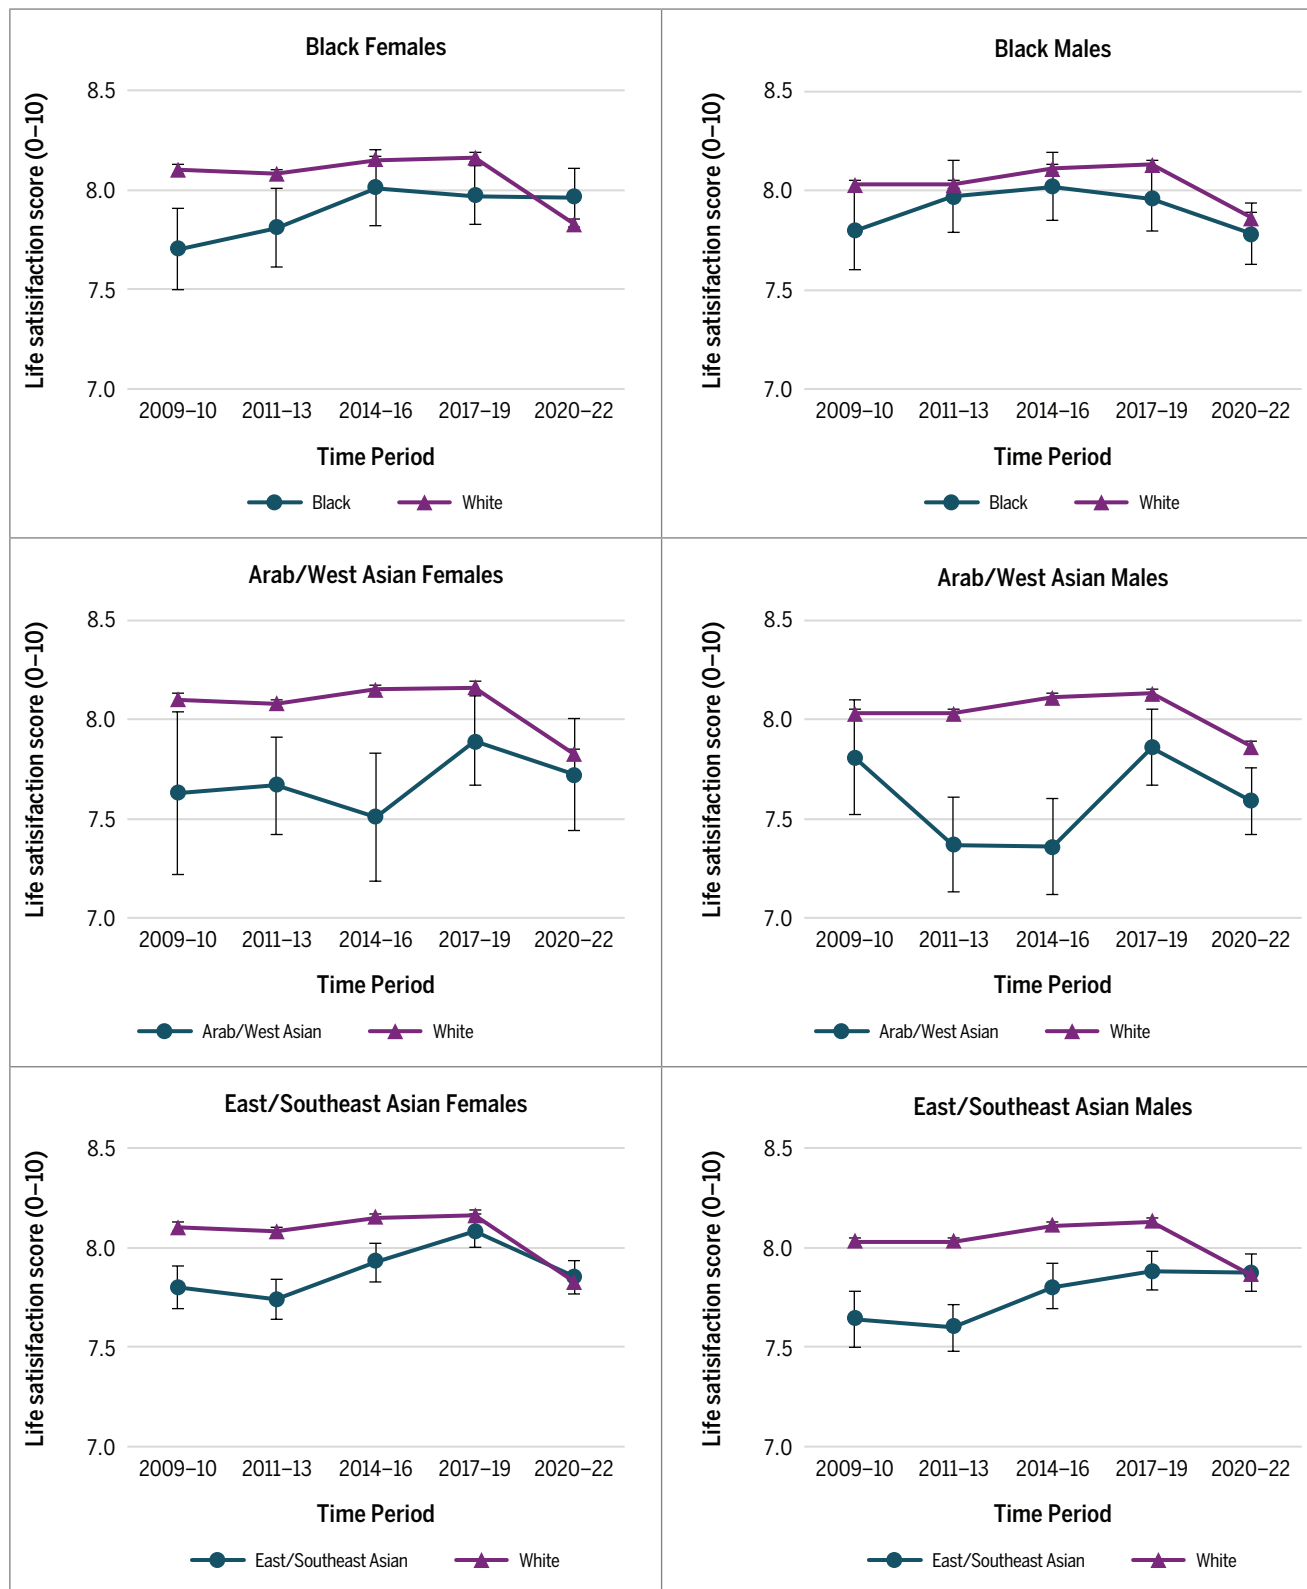 Black Females
Life satisifaction score (0–10)
8.5
8.0
7.5
7.0
2009–10 2011–13 2014–16 2017–19 2020–22
Time Period
Black White
Black Males
Life satisifaction score (0–10)
8.5
8.0
7.5
7.0
2009–10 2011–13 2014–16 2017–19 2020–22
Time Period
Black White
Arab/West Asian Females
Life satisifaction score (0–10)
8.5
8.0
7.5
7.0
2009–10 2011–13 2014–16 2017–19 2020–22
Time Period
Arab/West Asian White
Arab/West Asian Males
Life satisifaction score (0–10)
8.5
8.0
7.5
7.0
2009–10 2011–13 2014–16 2017–19 2020–22
Time Period
Arab/West Asian White
East/Southeast Asian Females
Life satisifaction score (0–10)
8.5
8.0
7.5
7.0
2009–10 2011–13 2014–16 2017–19 2020–22
Time Period
East/Southeast Asian White
East/Southeast Asian Males
Life satisifaction score (0–10)
8.5
8.0
7.5
7.0
2009–10 2011–13 2014–16 2017–19 2020–22
Time Period
East/Southeast Asian White